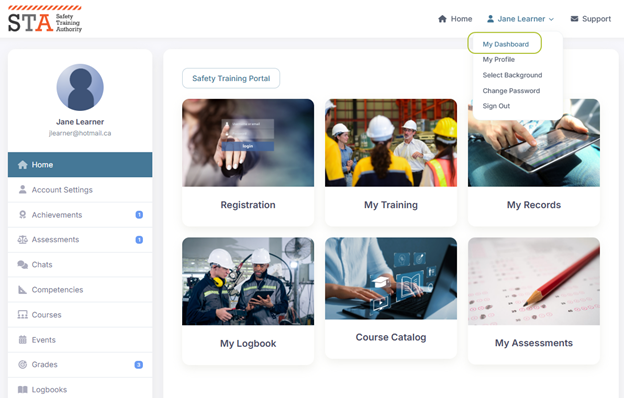 STA Safety
Training
Authority
Home
Jane Learner
Support
My Dashboard
My Profile
Select Background
Change Password
Sign Out
Jane Learner
jlearner@hotmail.ca
Home
Account Settings
Achievements 1
Assessments 1
Chats
Competencies
Courses
Events
Grades 3
Logbooks
Safety Training Portal
login
Registration
My Training
My Records
My Logbook
Course Catalog
My Assessments